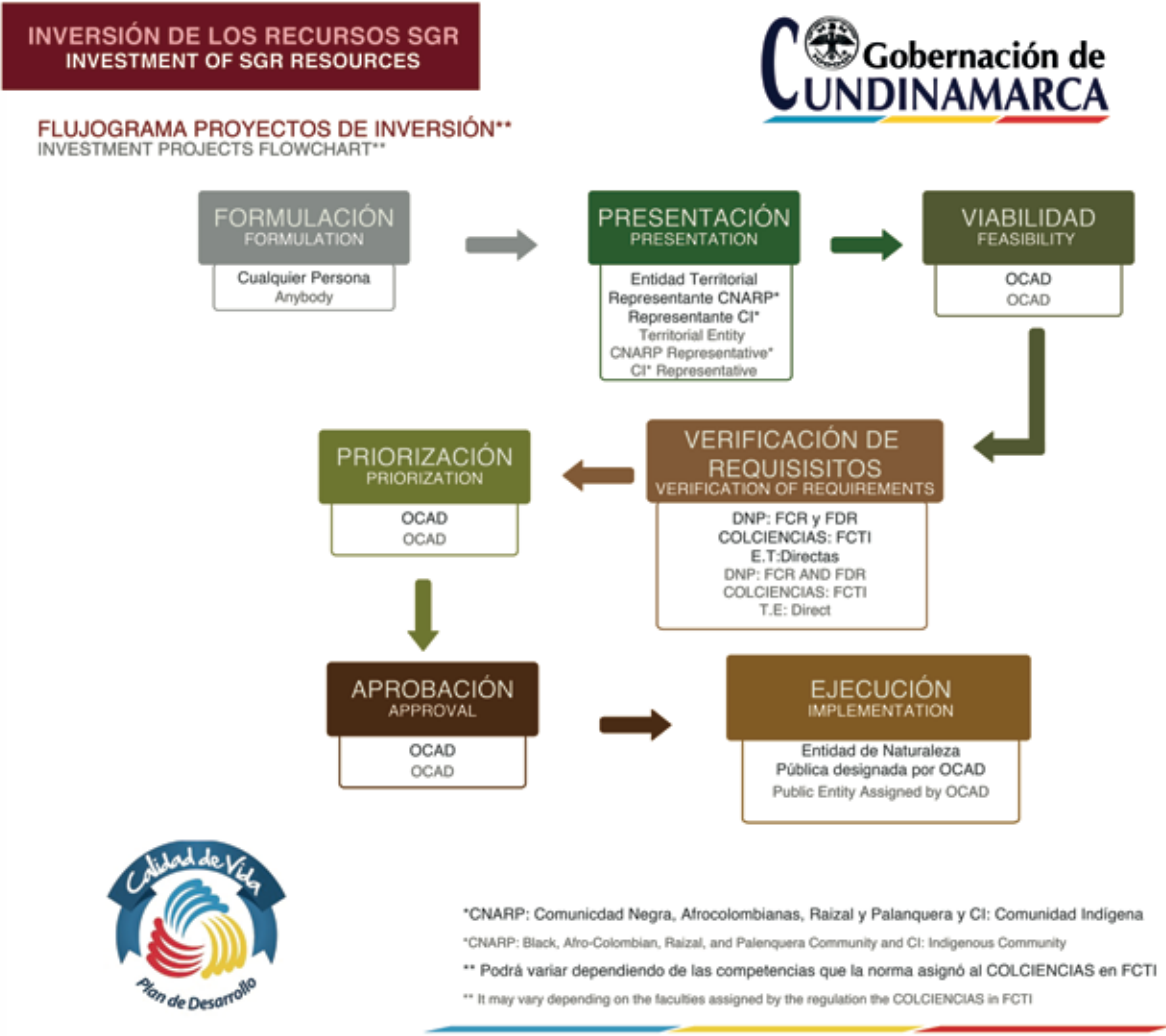 INVERSIÓN DE LOS RECURSOS SGR
INVESTMENT OF SGR RESOURCES
Gobernación de
CUNDINAMARCA
FLUJOGRAMA PROYECTOS DE INVERSIÓN**
INVESTMENT PROJECTS FLOWCHART**
FORMULACIÓN
FORMULATION
Cualquier Persona
Anybody
PRESENTACIÓN
PRESENTATION
Entidad Territorial
Representante CNARP*
Representante CI*
Territorial Entity
CNARP Representative*
CI* Representative
VIABILIDAD
FEASIBILITY
OCAD
OCAD
VERIFICACIÓN DE
REQUISISITOS
VERIFICATION OF REQUIREMENTS
DNP: FCR y FDR
COLCIENCIAS: FCTI
E.T:Directas
DNP: FCR AND FDR
COLCIENCIAS: FCTI
T.E: Direct
PRIORIZACIÓN
PRIORIZATION
OCAD
OCAD
APROBACIÓN
APPROVAL
OCAD
OCAD
EJECUCIÓN
IMPLEMENTATION
Entidad de Naturaleza
Pública designada por OCAD
Public Entity Assigned by OCAD
Calidad de Vida
Plan de Desarrollo
*CNARP: Comunicdad Negra, Afrocolombianas, Raizal y Palanquera y CI: Comunidad Indígena
*CNARP: Black, Afro-Colombian, Raizal, and Palenquera Community and CI: Indigenous Community
** Podrá variar dependiendo de las competencias que la norma asignó al COLCIENCIAS en FCTI
** It may vary depending on the faculties assigned by the regulation the COLCIENCIAS in FCTI